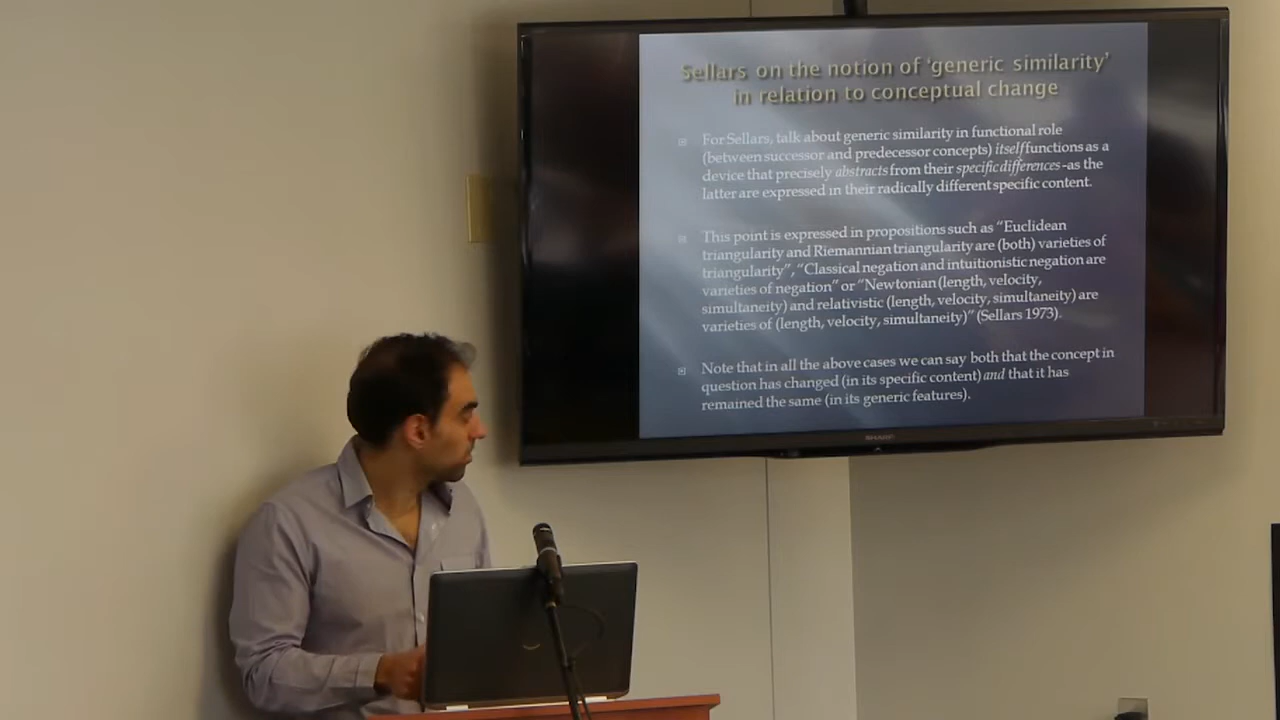 Sellars on the notion of ‘generic similarity’
in relation to conceptual change
For Sellars, talk about generic similarity in functional role
(between successor and predecessor concepts) itself functions as a
device that precisely abstracts from their specific differences -as the
latter are expressed in their radically different specific content.
This point is expressed in propositions such as “Euclidean
triangularity and Riemannian triangularity are (both) varieties of
triangularity”, “Classical negation and intuitionistic negation are
varieties of negation” or “Newtonian (length, velocity,
simultaneity) and relativistic (length, velocity, simultaneity) are
varieties of (length, velocity, simultaneity)” (Sellars 1973).
Note that in all the above cases we can say both that the concept in
question has changed (in its specific content) and that it has
remained the same (in its generic features).
SHARP